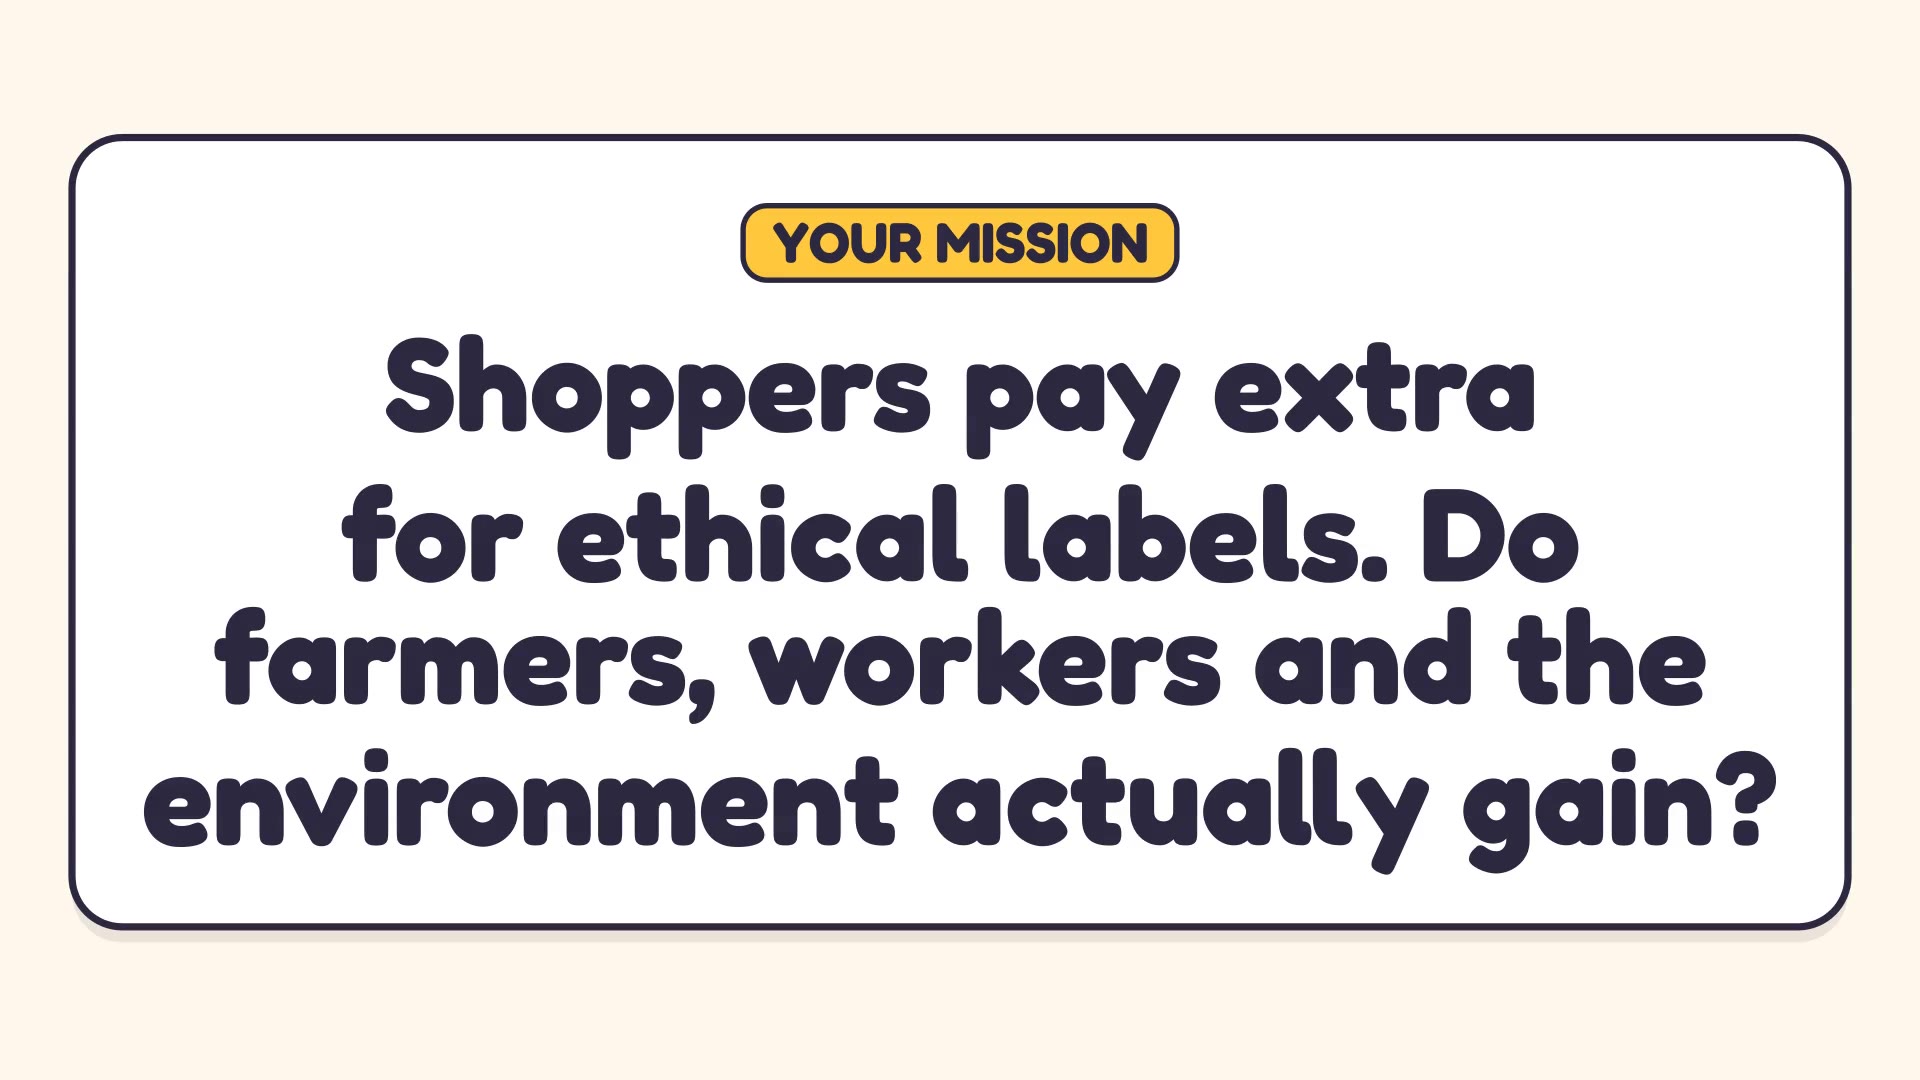 YOUR MISSION
Shoppers pay extra
for ethical labels. Do
farmers, workers and the
environment actually gain?